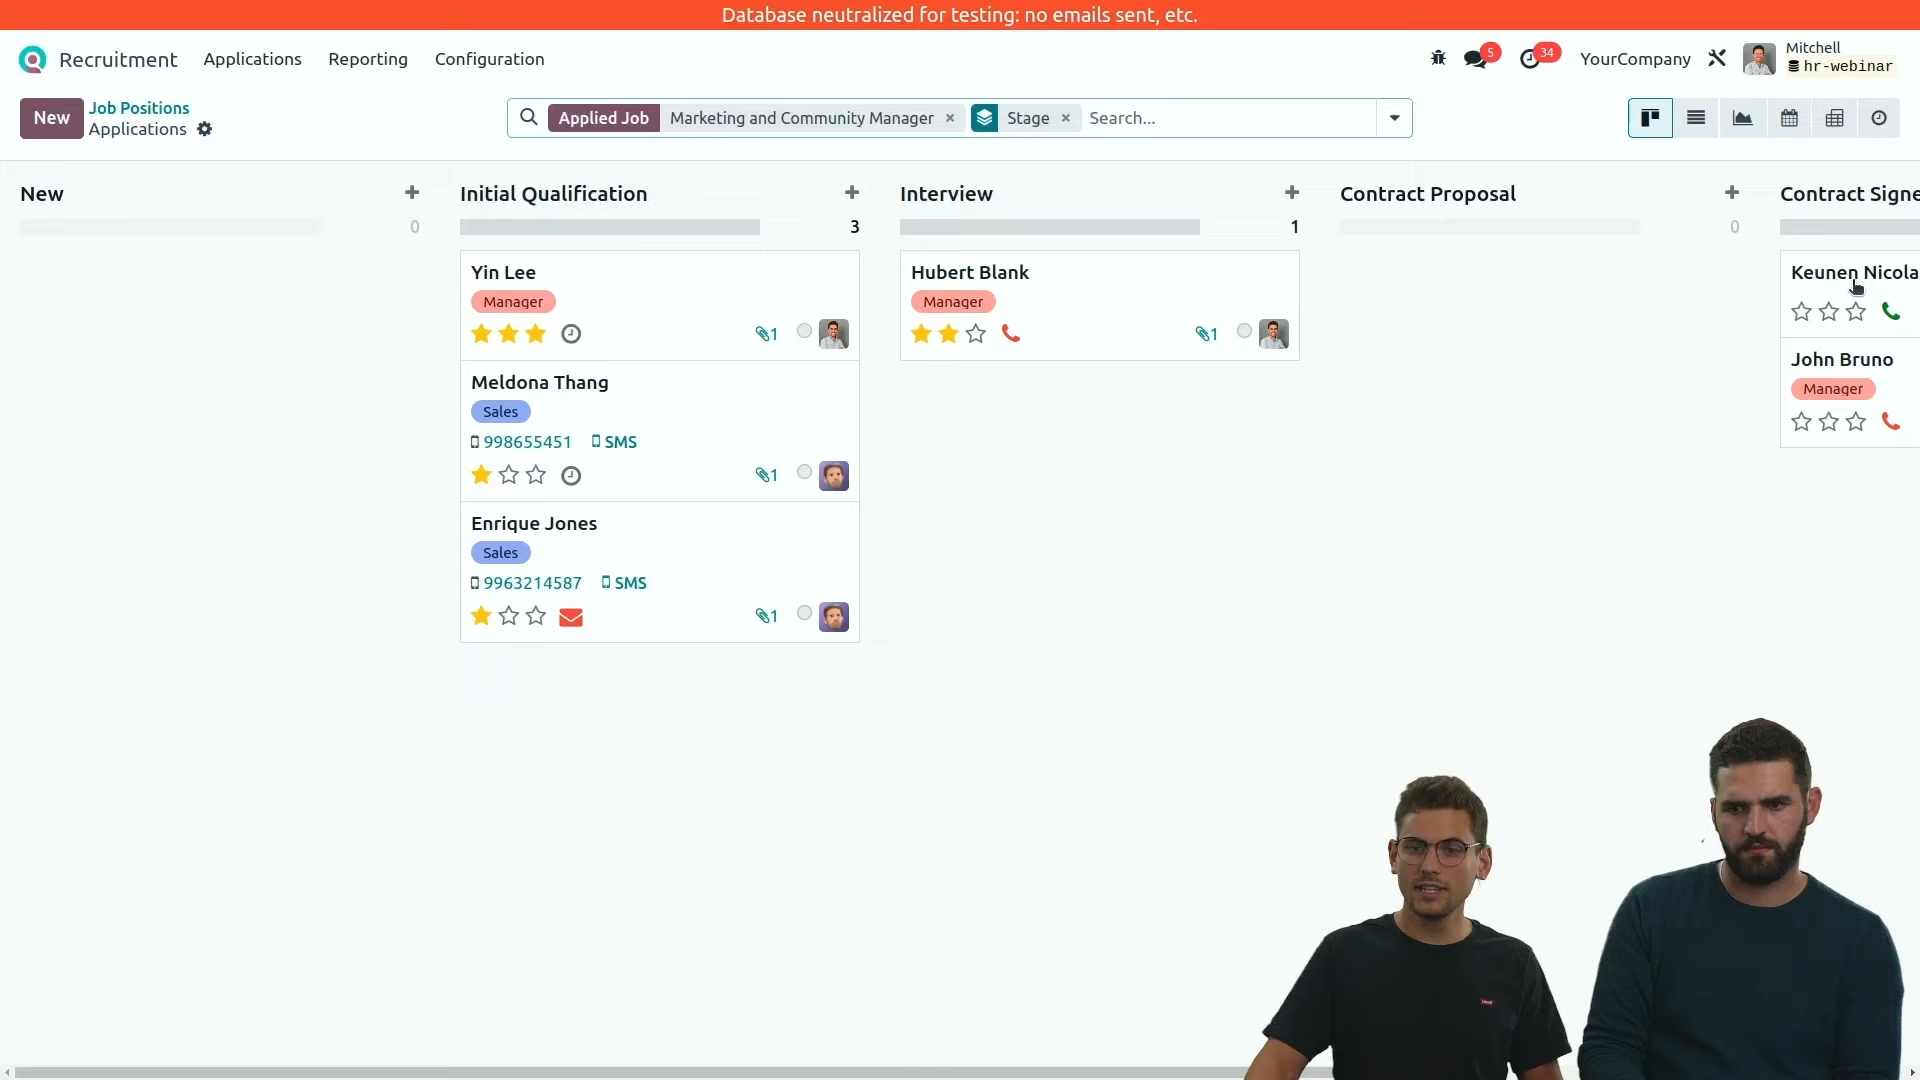 Database neutralized for testing: no emails sent, etc.
Recruitment Applications Reporting Configuration 5 34 YourCompany Mitchell
hr-webinar
New Job Positions
Applications
Applied Job Marketing and Community Manager × Stage × Search...
New
0
Initial Qualification
3
Yin Lee
Manager
1
Meldona Thang
Sales
998655451 SMS
1
Enrique Jones
Sales
9963214587 SMS
1
Interview
1
Hubert Blank
Manager
1
Contract Proposal
0
Contract Signe
Keunen Nicola
John Bruno
Manager